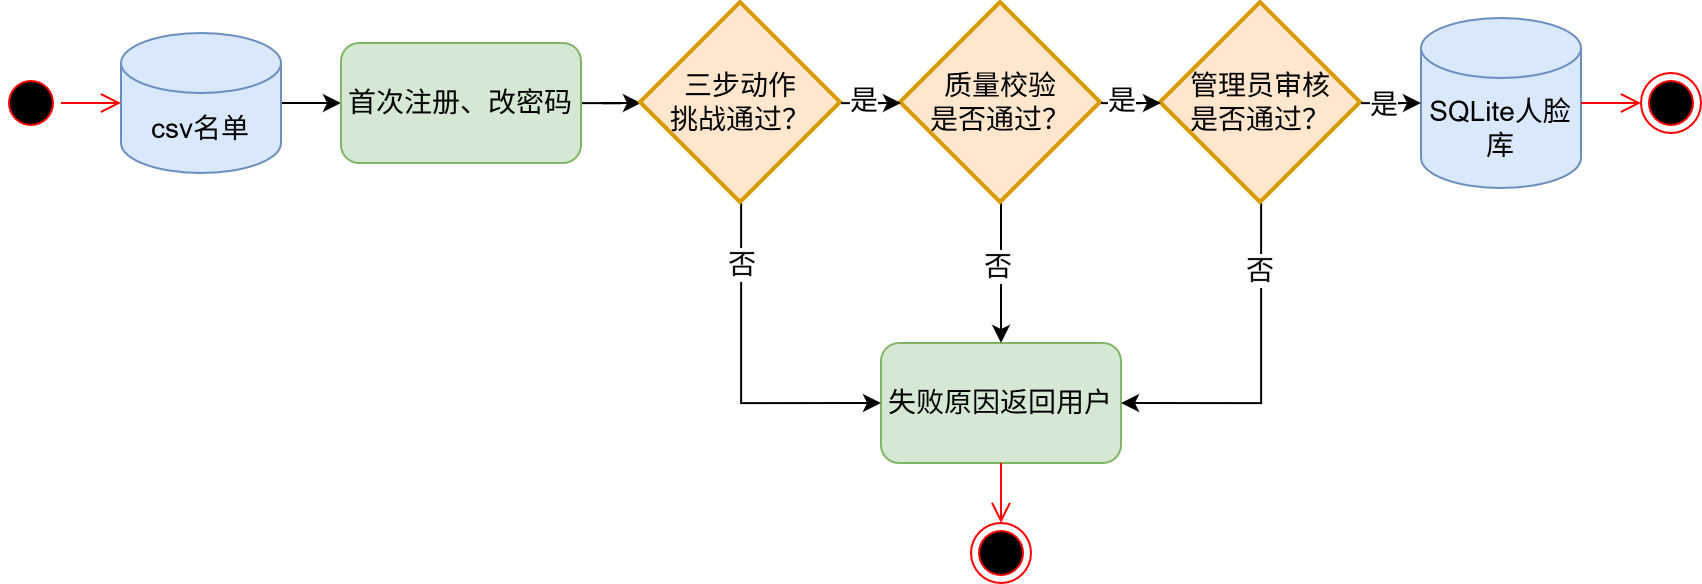 csv名单
首次注册、改密码
三步动作
挑战通过？
是
质量校验
是否通过？
是
管理员审核
是否通过？
是
SQLite人脸
库
否
否
否
失败原因返回用户